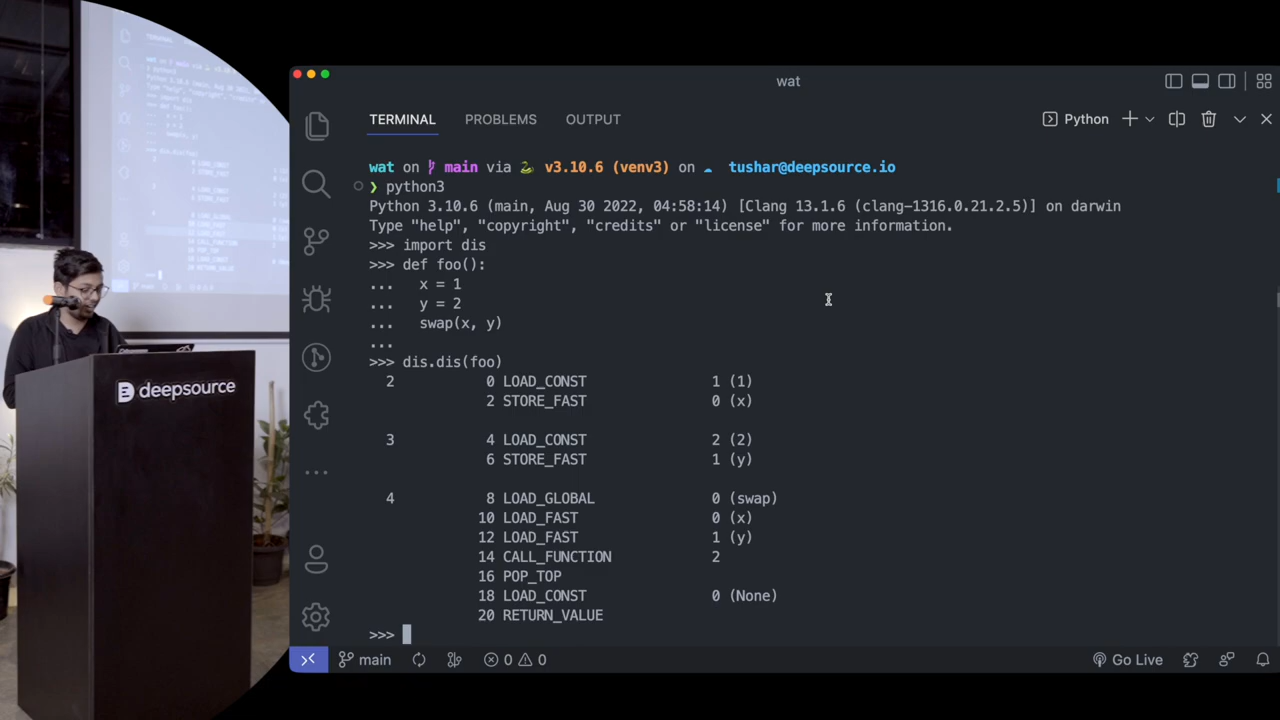 wat
TERMINAL PROBLEMS OUTPUT Python
wat on main via v3.10.6 (venv3) on tushar@deepsource.io
❯ python3
Python 3.10.6 (main, Aug 30 2022, 04:58:14) [Clang 13.1.6 (clang-1316.0.21.2.5)] on darwin
Type "help", "copyright", "credits" or "license" for more information.
>>> import dis
>>> def foo():
... x = 1
... y = 2
... swap(x, y)
...
>>> dis.dis(foo)
2 0 LOAD_CONST 1 (1)
2 STORE_FAST 0 (x)
3 4 LOAD_CONST 2 (2)
6 STORE_FAST 1 (y)
4 8 LOAD_GLOBAL 0 (swap)
10 LOAD_FAST 0 (x)
12 LOAD_FAST 1 (y)
14 CALL_FUNCTION 2
16 POP_TOP
18 LOAD_CONST 0 (None)
20 RETURN_VALUE
>>>
main 0 0 Go Live
deepsource